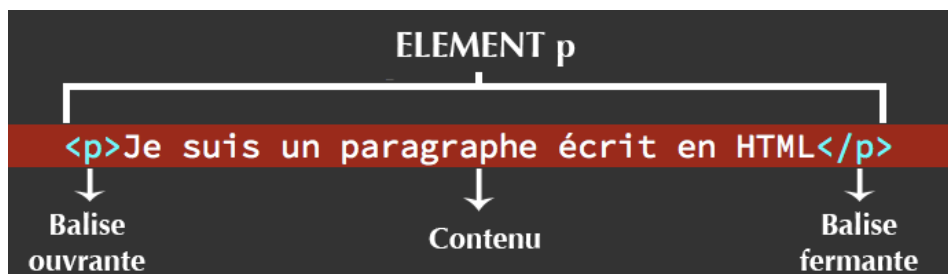 ELEMENT p
<p>Je suis un paragraphe écrit en HTML</p>
Balise
ouvrante
Contenu
Balise
fermante